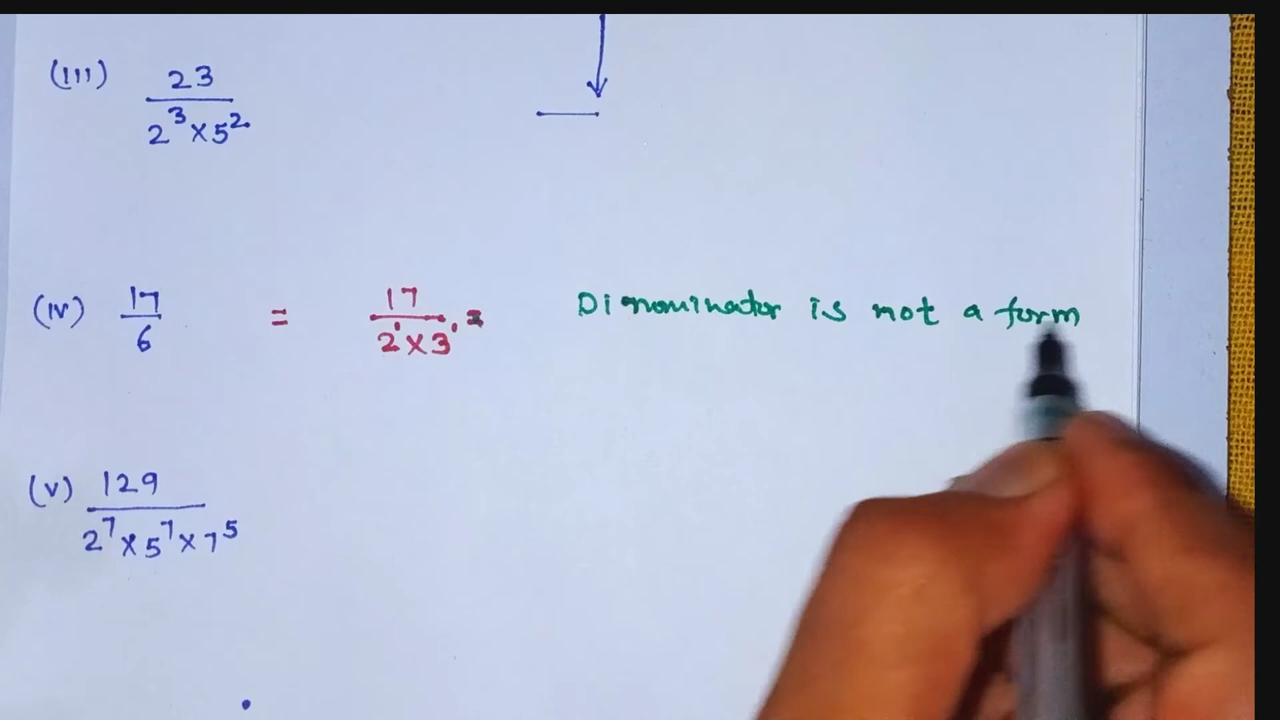 (III) 23
2³ × 5²
(IV) 17 = 17 = Dinominator is not a form
6 2¹ × 3¹
(V) 129
2⁷ × 5⁷ × 7⁵